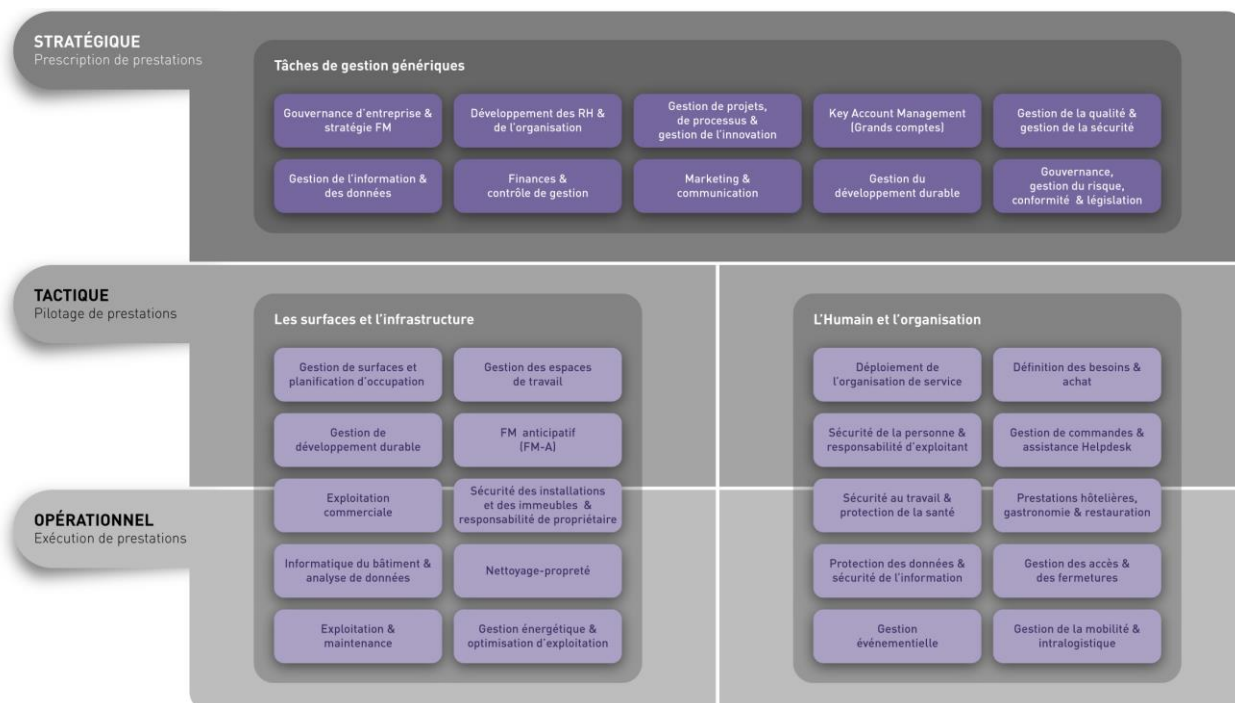 STRATÉGIQUE
Prescription de prestations
Tâches de gestion génériques
Gouvernance d'entreprise &
stratégie FM
Développement des RH &
de l'organisation
Gestion de projets,
de processus &
gestion de l'innovation
Key Account Management
(Grands comptes)
Gestion de la qualité &
gestion de la sécurité
Gestion de l'information &
des données
Finances &
contrôle de gestion
Marketing &
communication
Gestion du
développement durable
Gouvernance,
gestion du risque,
conformité & législation
TACTIQUE
Pilotage de prestations
Les surfaces et l'infrastructure
Gestion de surfaces et
planification d'occupation
Gestion des espaces
de travail
Gestion de
développement durable
FM anticipatif
(FM-A)
Exploitation
commerciale
Sécurité des installations
et des immeubles &
responsabilité de propriétaire
Informatique du bâtiment &
analyse de données
Nettoyage-propreté
Exploitation &
maintenance
Gestion énergétique &
optimisation d'exploitation
L'Humain et l'organisation
Déploiement de
l'organisation de service
Définition des besoins &
achat
Sécurité de la personne &
responsabilité d'exploitant
Gestion de commandes &
assistance Helpdesk
Sécurité au travail &
protection de la santé
Prestations hôtelières,
gastronomie & restauration
Protection des données &
sécurité de l'information
Gestion des accès &
des fermetures
Gestion
événementielle
Gestion de la mobilité &
intralogistique
OPÉRATIONNEL
Exécution de prestations